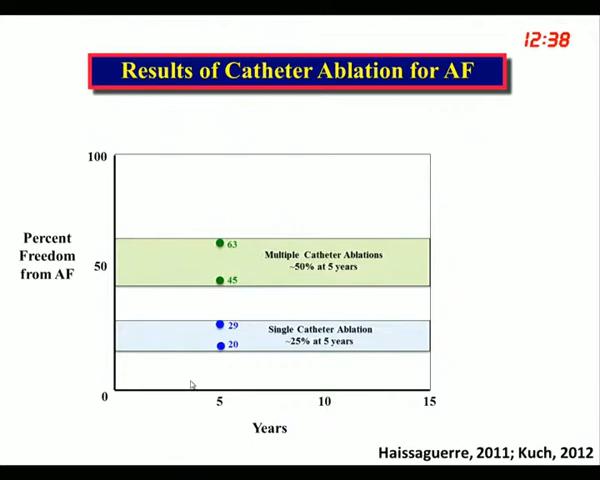 12:38
Results of Catheter Ablation for AF
100
Percent
Freedom
from AF
50
0
63
Multiple Catheter Ablations
~50% at 5 years
45
29
Single Catheter Ablation
~25% at 5 years
20
5
10
15
Years
Haissaguerre, 2011; Kuch, 2012